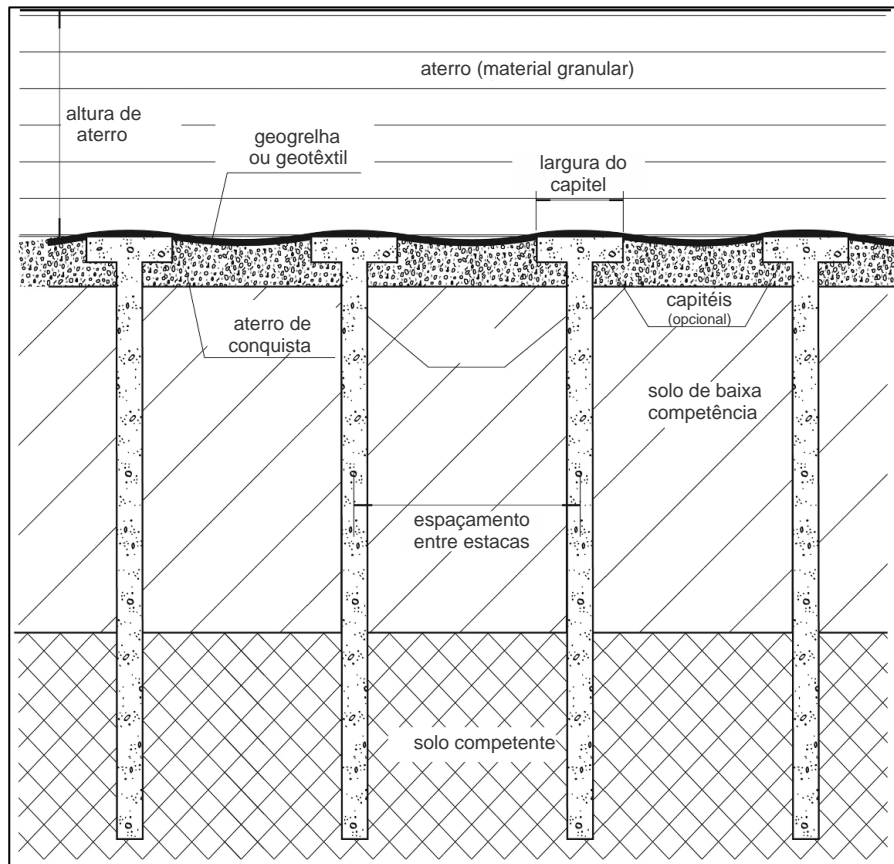 aterro (material granular)
altura de
aterro
geogrelha
ou geotêxtil
largura do
capitel
aterro de
conquista
capitéis
(opcional)
solo de baixa
competência
espaçamento
entre estacas
solo competente